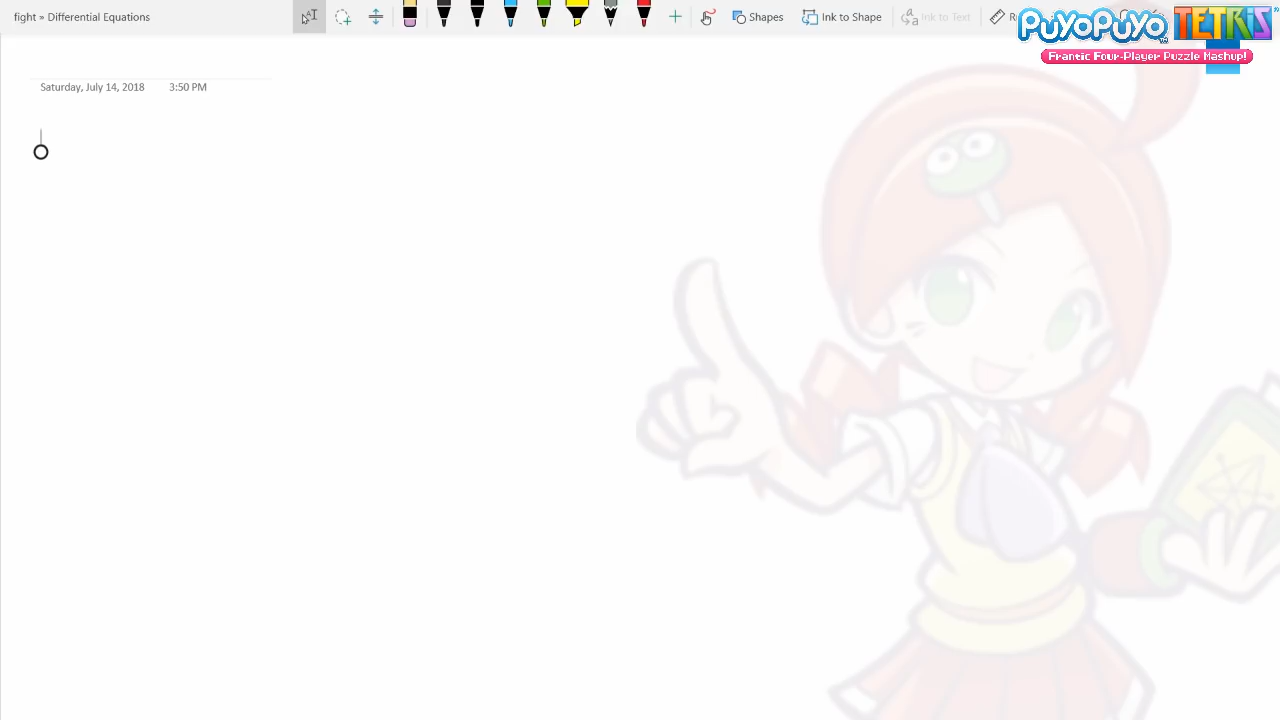 fight » Differential Equations
Shapes
Ink to Shape
Ink to Text
PuyoPuyo TETRIS
Frantic Four-Player Puzzle Mashup!
Saturday, July 14, 2018 3:50 PM